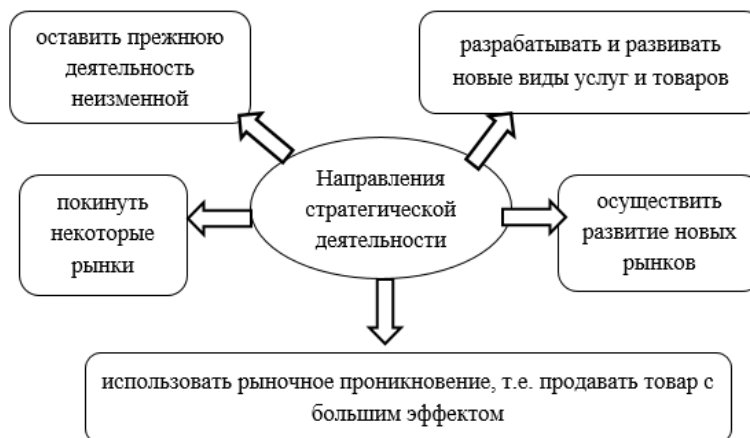 оставить прежнюю
деятельность
неизменной
разрабатывать и развивать
новые виды услуг и товаров
Направления
стратегической
деятельности
покинуть
некоторые
рынки
осуществить
развитие новых
рынков
использовать рыночное проникновение, т.е. продавать товар с
большим эффектом